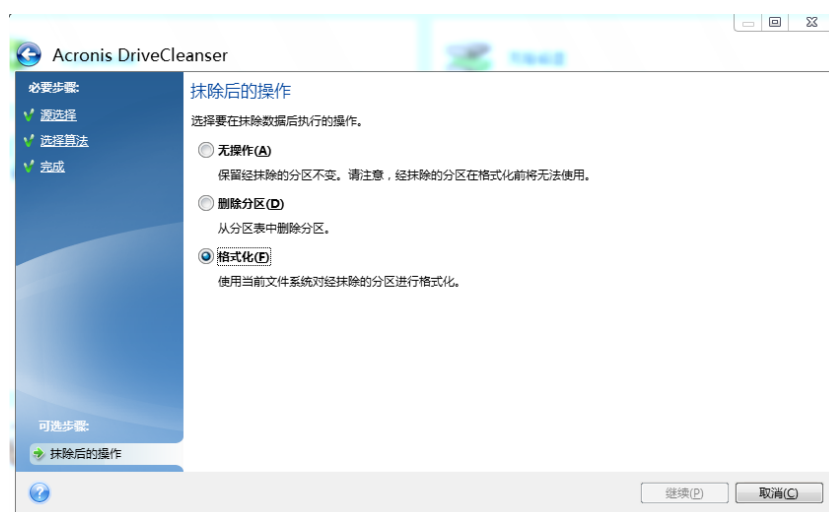 Acronis DriveCleanser
必要步骤:
源选择
选择算法
完成
抹除后的操作
选择要在抹除数据后执行的操作。
无操作(A)
保留经抹除的分区不变。请注意，经抹除的分区在格式化前将无法使用。
删除分区(D)
从分区表中删除分区。
格式化(F)
使用当前文件系统对经抹除的分区进行格式化。
可选步骤:
抹除后的操作
继续(P)
取消(C)